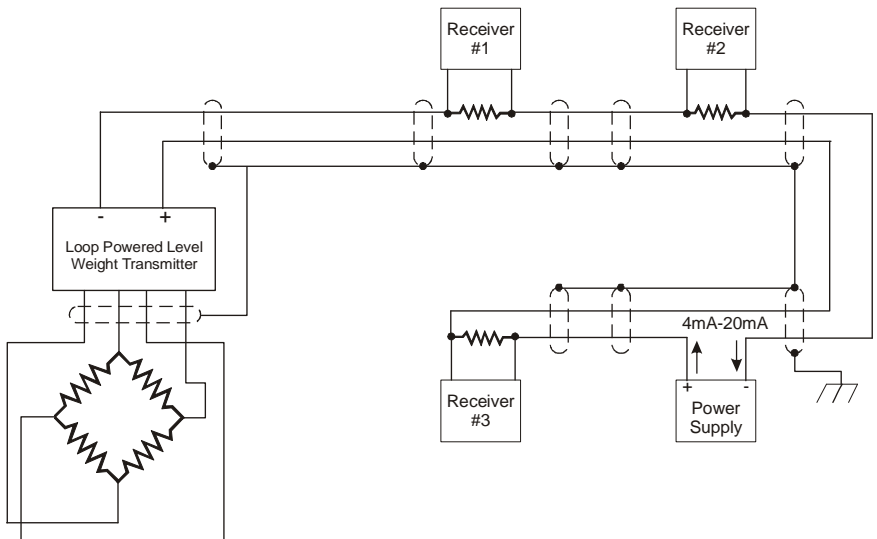 Receiver
#1
Receiver
#2
- +
Loop Powered Level
Weight Transmitter
4mA-20mA
Receiver
#3
+ -
Power
Supply